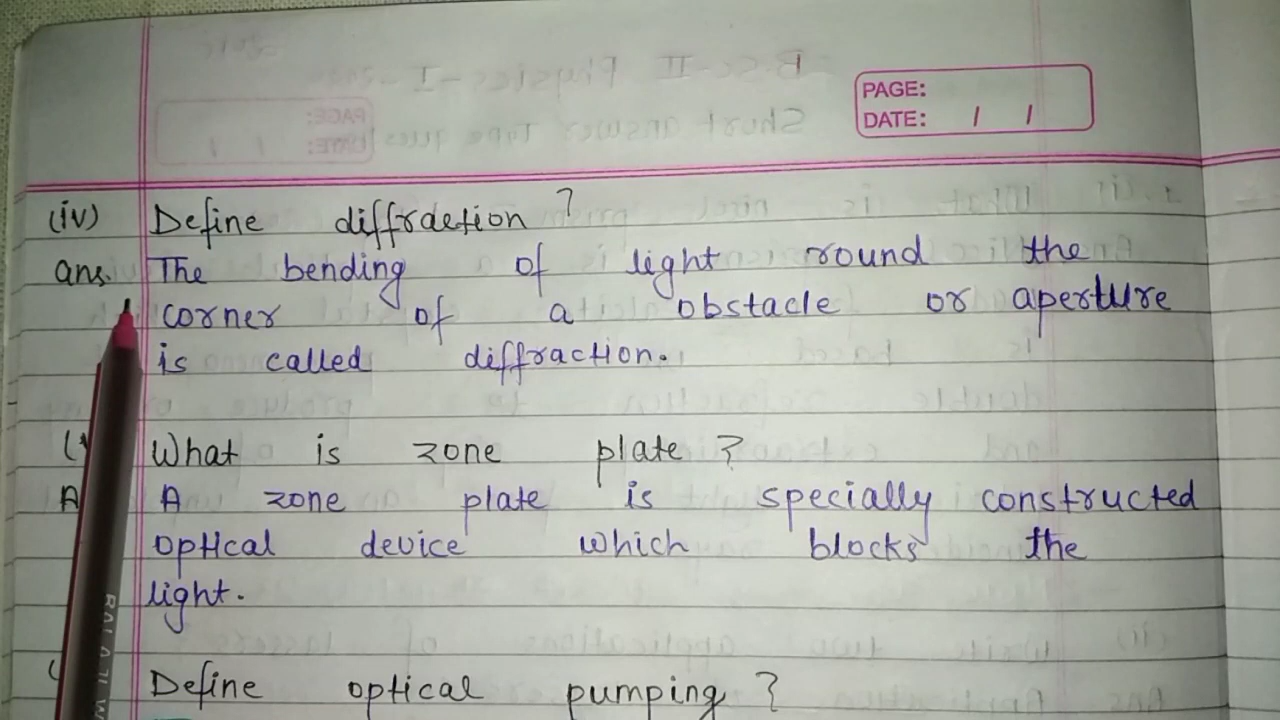 PAGE:
DATE: / /
(iv) Define diffraction ?
ans. The bending of light round the
corner of a obstacle or aperture
is called diffraction.
What is zone plate ?
A zone plate is specially constructed
optical device which blocks the
light.
Define optical pumping ?